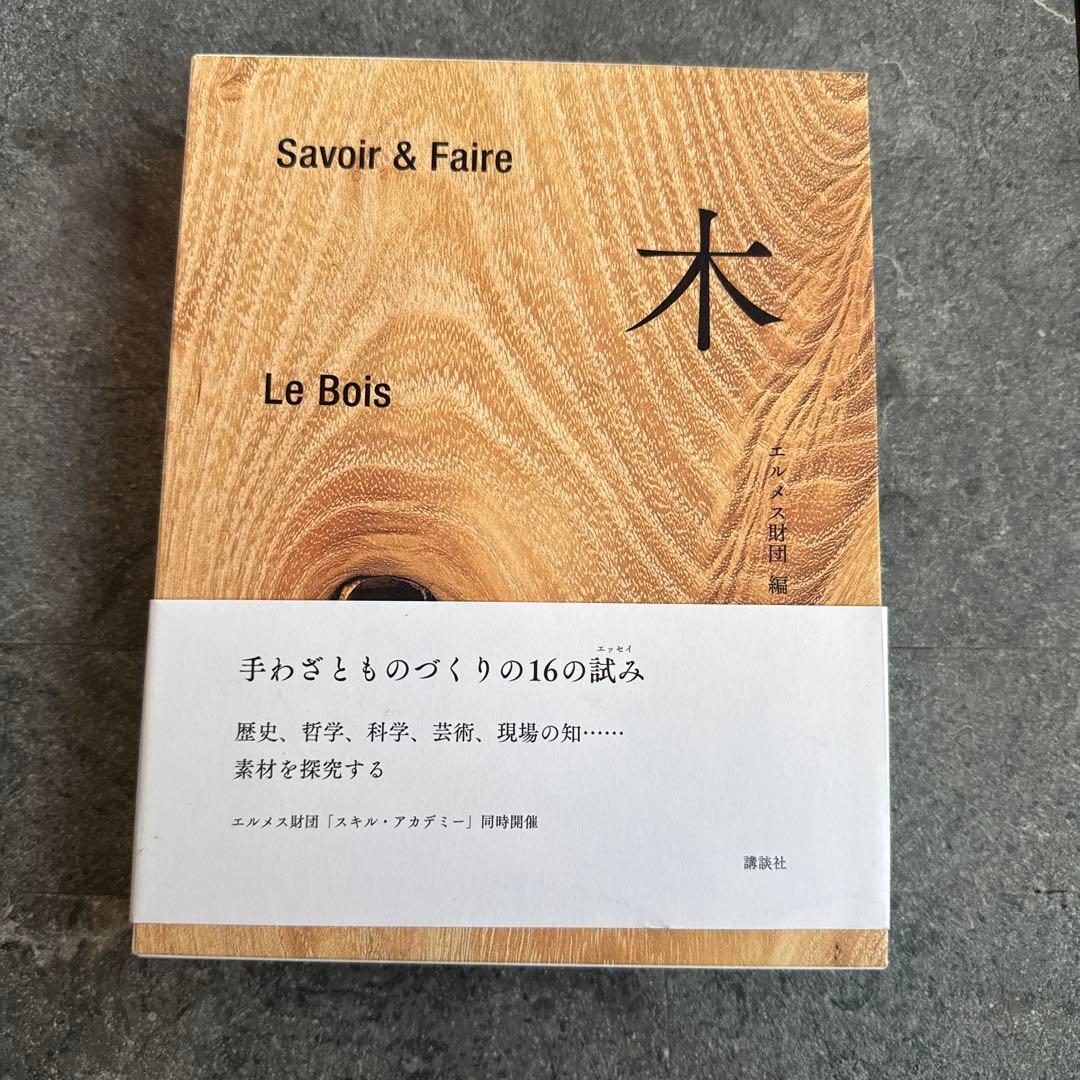 Savoir & Faire
木
Le Bois
エルメス財団 編
エッセイ
手わざとものづくりの16の試み
歴史、哲学、科学、芸術、現場の知……
素材を探究する
エルメス財団「スキル・アカデミー」同時開催
講談社